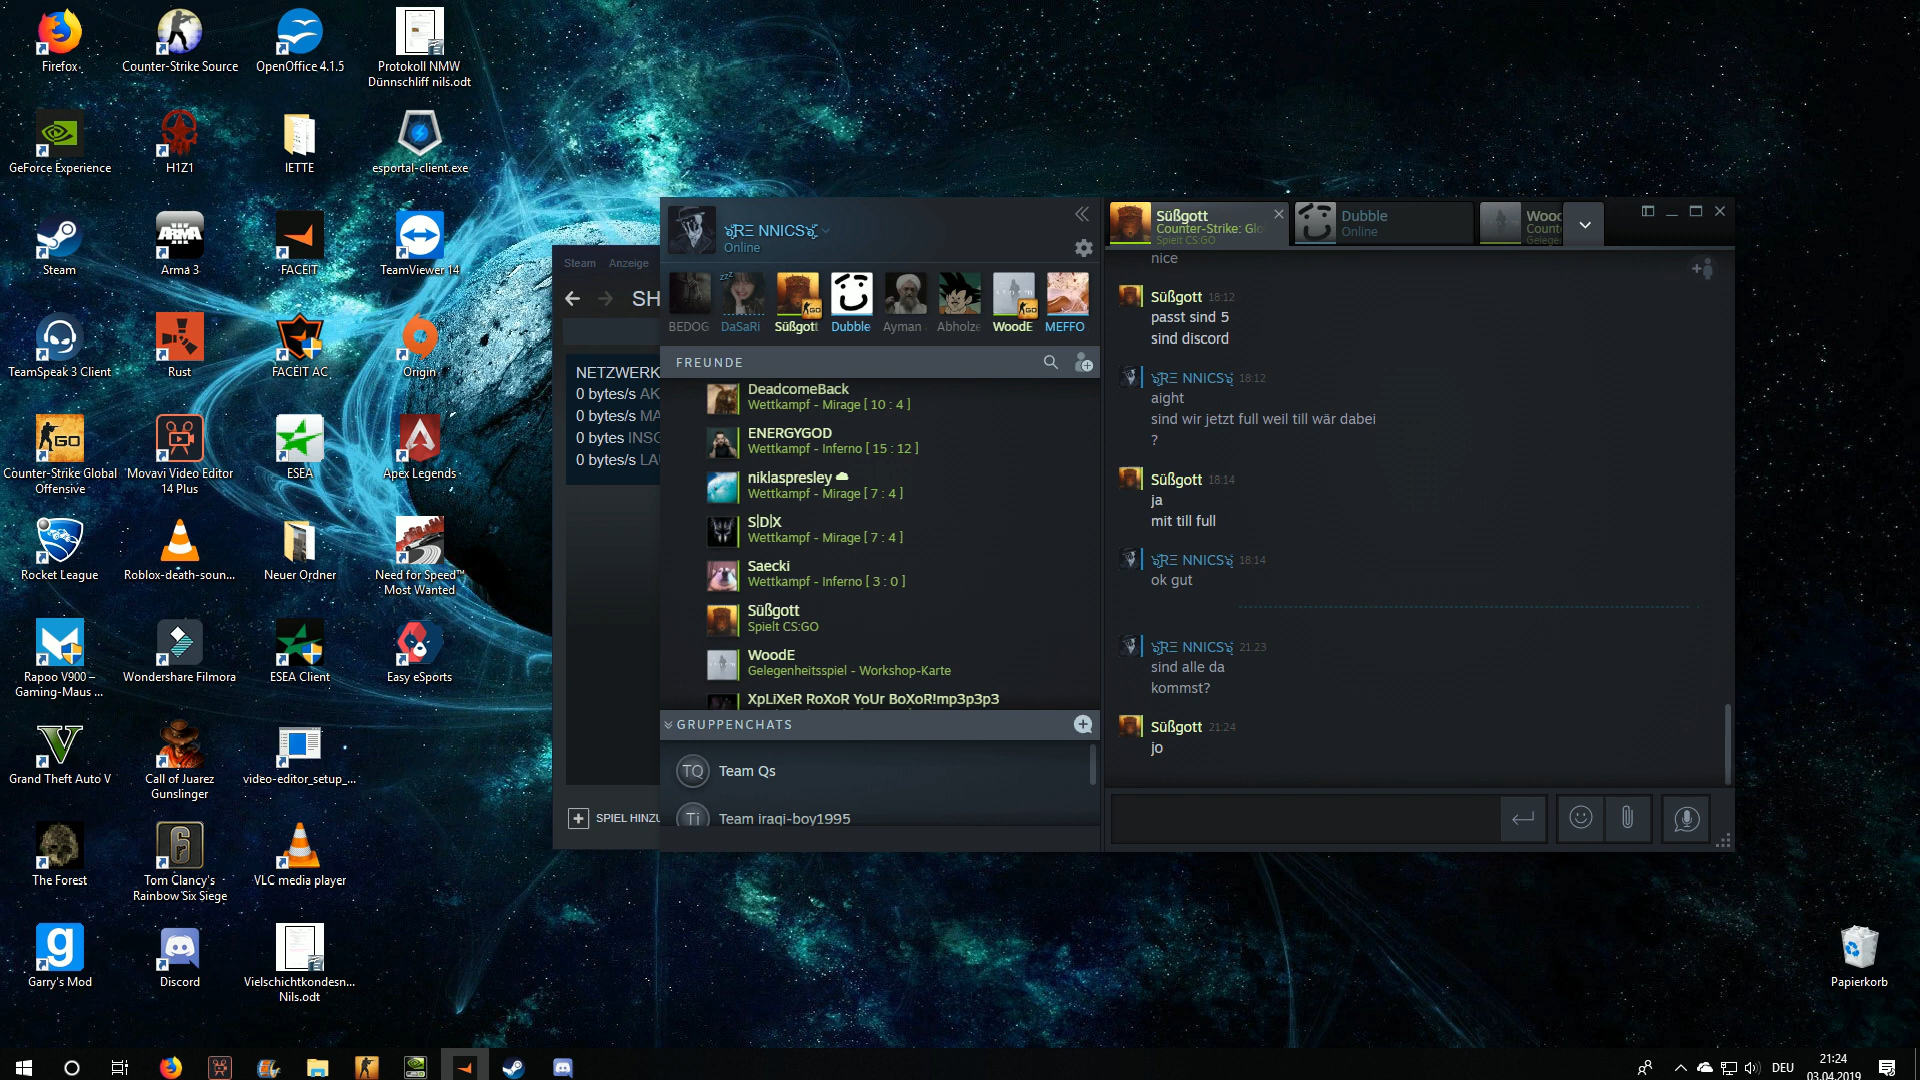 Firefox
Counter-Strike Source
OpenOffice 4.1.5
Protokoll NMW
Dünnschliff nils.odt
GeForce Experience
H1Z1
IETTE
esportal-client.exe
Steam
Arma 3
FACEIT
TeamViewer 14
TeamSpeak 3 Client
Rust
FACEIT AC
Origin
Counter-Strike Global
Offensive
Movavi Video Editor
14 Plus
ESEA
Apex Legends
Rocket League
Roblox-death-soun...
Neuer Ordner
Need for Speed™
Most Wanted
Rapoo V900 –
Gaming-Maus ...
Wondershare Filmora
ESEA Client
Easy eSports
Grand Theft Auto V
Call of Juarez
Gunslinger
video-editor_setup_...
The Forest
Tom Clancy's
Rainbow Six Siege
VLC media player
Garry's Mod
Discord
Vielschichtkondesn...
Nils.odt
Papierkorb
Steam
Anzeige
SH
NETZWERK
0 bytes/s AK
0 bytes/s MA
0 bytes INSG
0 bytes/s LAU
SPIEL HINZU
NNICS
Online
BEDOG
DaSaRi
Süßgott
Dubble
Ayman
Abholze
WoodE
MEFFO
FREUNDE
DeadcomeBack
Wettkampf - Mirage [ 10 : 4 ]
ENERGYGOD
Wettkampf - Inferno [ 15 : 12 ]
niklaspresley
Wettkampf - Mirage [ 7 : 4 ]
S|D|X
Wettkampf - Mirage [ 7 : 4 ]
Saecki
Wettkampf - Inferno [ 3 : 0 ]
Süßgott
Spielt CS:GO
WoodE
Gelegenheitsspiel - Workshop-Karte
XpLiXeR RoXoR YoUr BoXoR!mp3p3p3
GRUPPENCHATS
TQ Team Qs
Ti Team iraqi-boy1995
Süßgott
Counter-Strike: Glo
Spielt CS:GO
Dubble
Online
Wood
Count
Gelege
nice
Süßgott 18:12
passt sind 5
sind discord
NNICS 18:12
aight
sind wir jetzt full weil till wär dabei
?
Süßgott 18:14
ja
mit till full
NNICS 18:14
ok gut
NNICS 21:23
sind alle da
kommst?
Süßgott 21:24
jo
DEU
21:24
03.04.2019